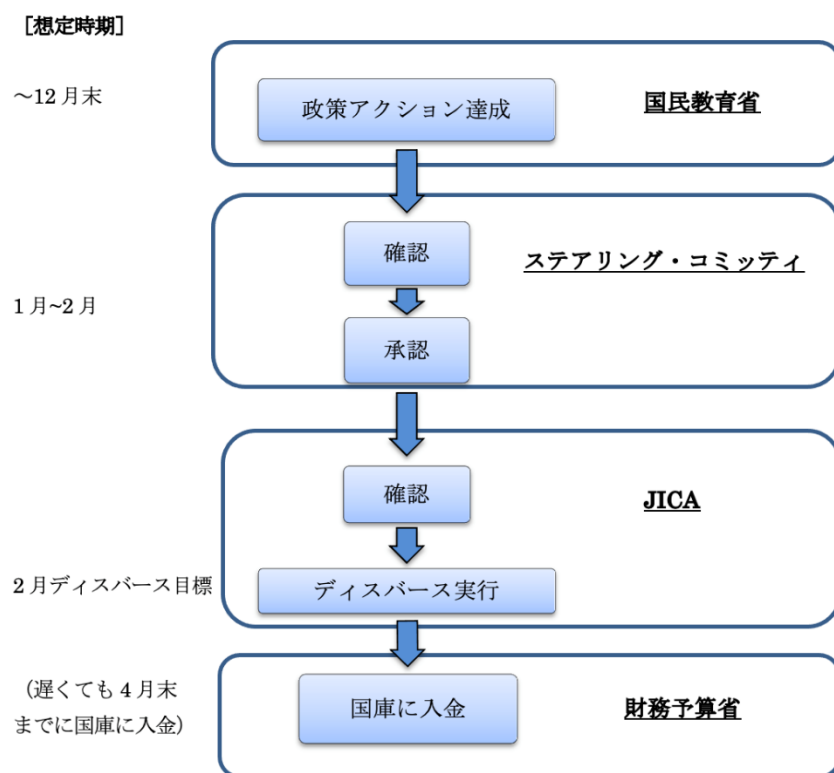 ［想定時期］
～12月末
政策アクション達成
国民教育省
確認
ステアリング・コミッティ
1月~2月
承認
確認
JICA
2月ディスバース目標
ディスバース実行
（遅くても4月末
までに国庫に入金）
国庫に入金
財務予算省